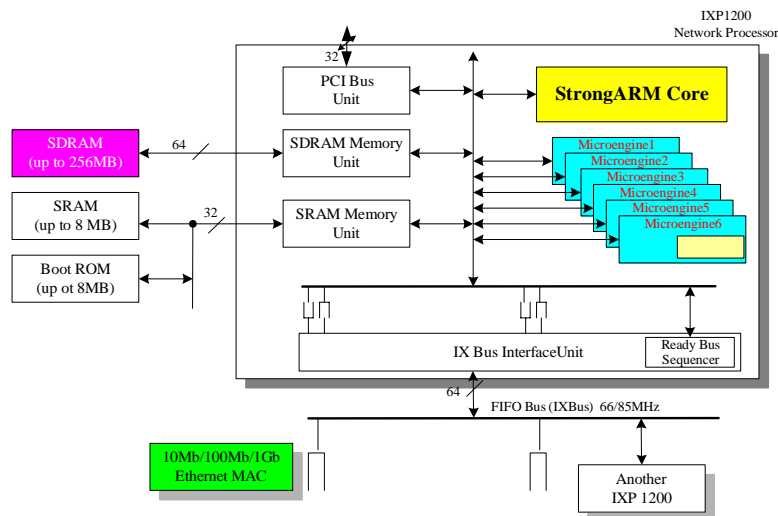 IXP1200
Network Processor
32
PCI Bus
Unit
StrongARM Core
SDRAM
(up to 256MB)
64
SDRAM Memory
Unit
Microengine1
Microengine2
Microengine3
Microengine4
Microengine5
Microengine6
SRAM
(up to 8 MB)
32
SRAM Memory
Unit
Boot ROM
(up ot 8MB)
IX Bus InterfaceUnit
Ready Bus
Sequencer
64
FIFO Bus (IXBus) 66/85MHz
10Mb/100Mb/1Gb
Ethernet MAC
Another
IXP 1200